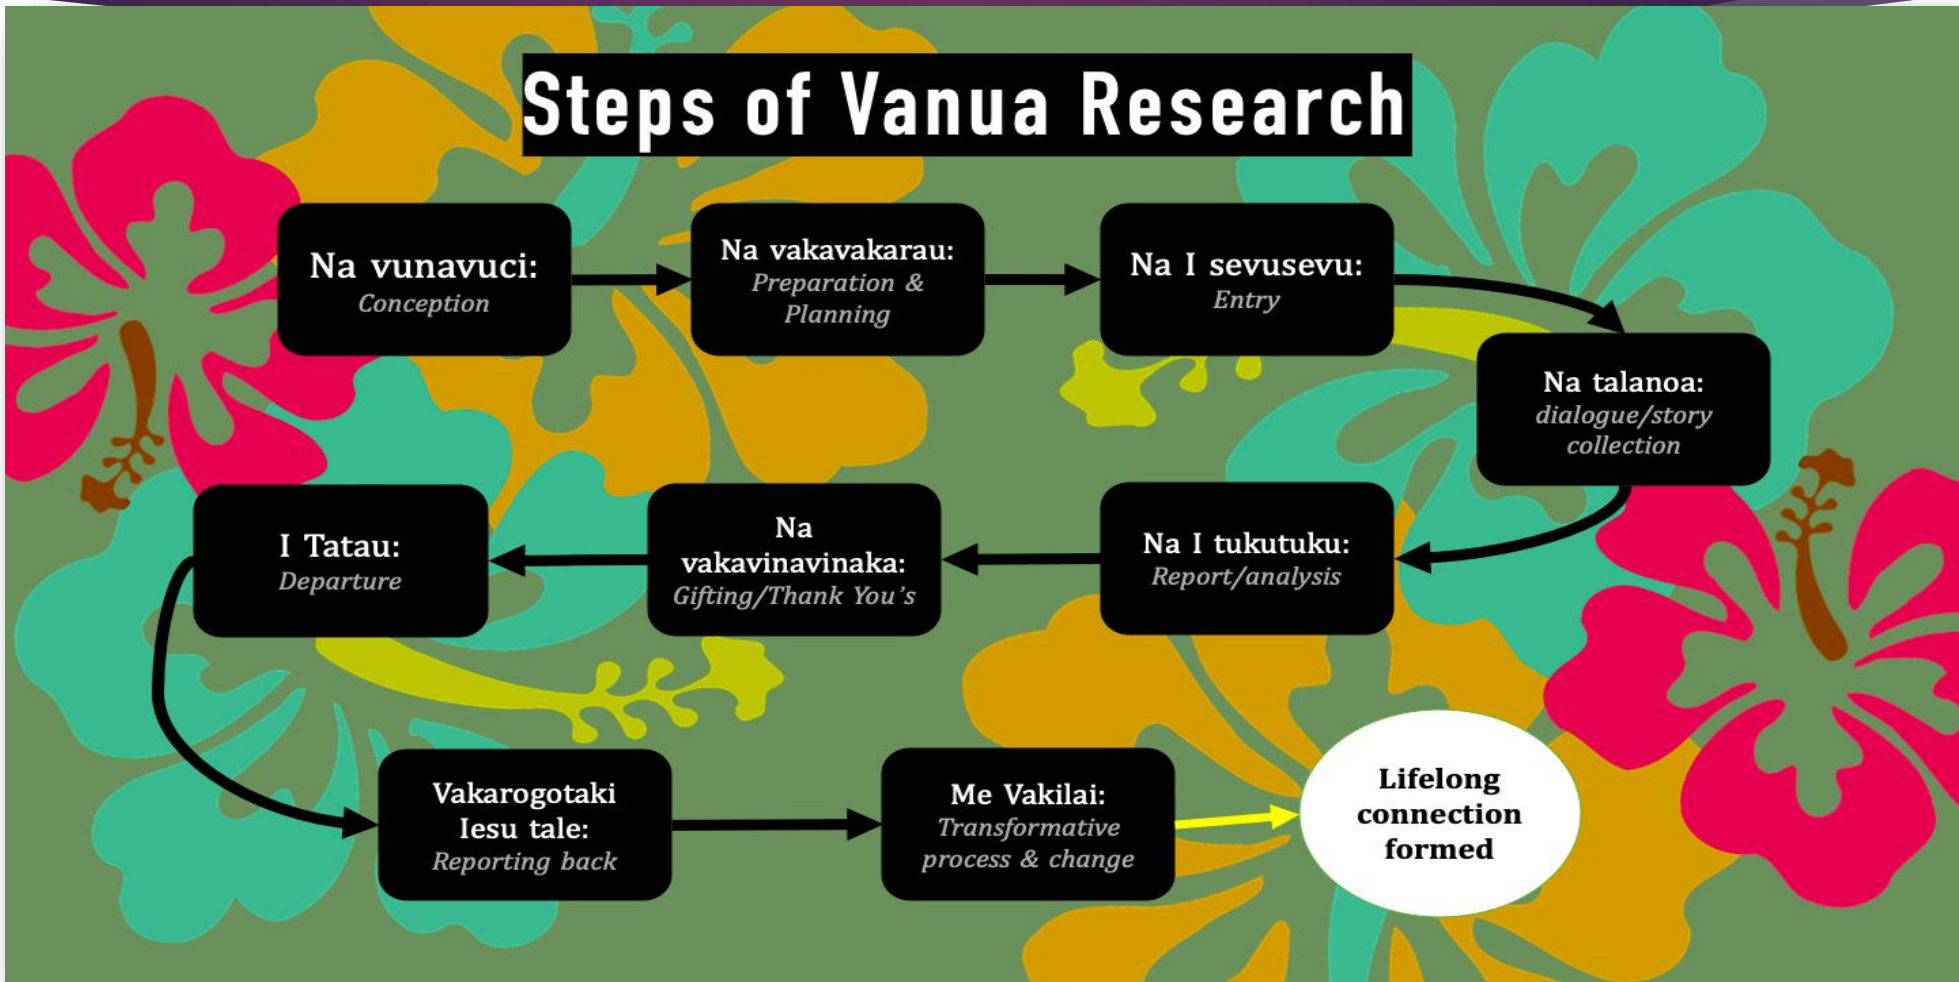 Steps of Vanua Research
Na vunavuci:
Conception
Na vakavakarau:
Preparation &
Planning
Na I sevusevu:
Entry
Na talanoa:
dialogue/story
collection
Na I tukutuku:
Report/analysis
Na
vakavinavinaka:
Gifting/Thank You’s
I Tatau:
Departure
Vakarogotaki
Iesu tale:
Reporting back
Me Vakilai:
Transformative
process & change
Lifelong
connection
formed